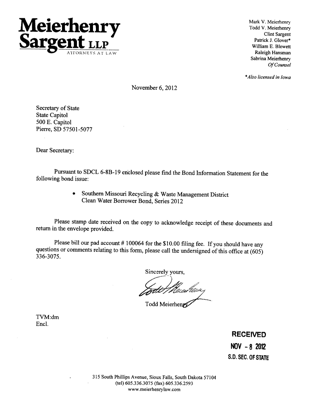 Meierhenry
Sargent LLP
ATTORNEYS AT LAW
Mark V. Meierhenry
Todd V. Meierhenry
Clint Sargent
Patrick J. Glover*
William E. Blewett
Raleigh Hansman
Sabrina Meierhenry
Of Counsel
*Also licensed in Iowa
November 6, 2012
Secretary of State
State Capitol
500 E. Capitol
Pierre, SD 57501-5077
Dear Secretary:
Pursuant to SDCL 6-8B-19 enclosed please find the Bond Information Statement for the
following bond issue:
• Southern Missouri Recycling & Waste Management District
Clean Water Borrower Bond, Series 2012
Please stamp date received on the copy to acknowledge receipt of these documents and
return in the envelope provided.
Please bill our pad account # 100064 for the $10.00 filing fee. If you should have any
questions or comments relating to this form, please call the undersigned of this office at (605)
336-3075.
Sincerely yours,
Todd Meierhenry
Todd Meierhenry
TVM:dm
Encl.
RECEIVED
NOV - 8 2012
S.D. SEC. OF STATE
315 South Phillips Avenue, Sioux Falls, South Dakota 57104
(tel) 605.336.3075 (fax) 605.336.2593
www.meierhenrylaw.com